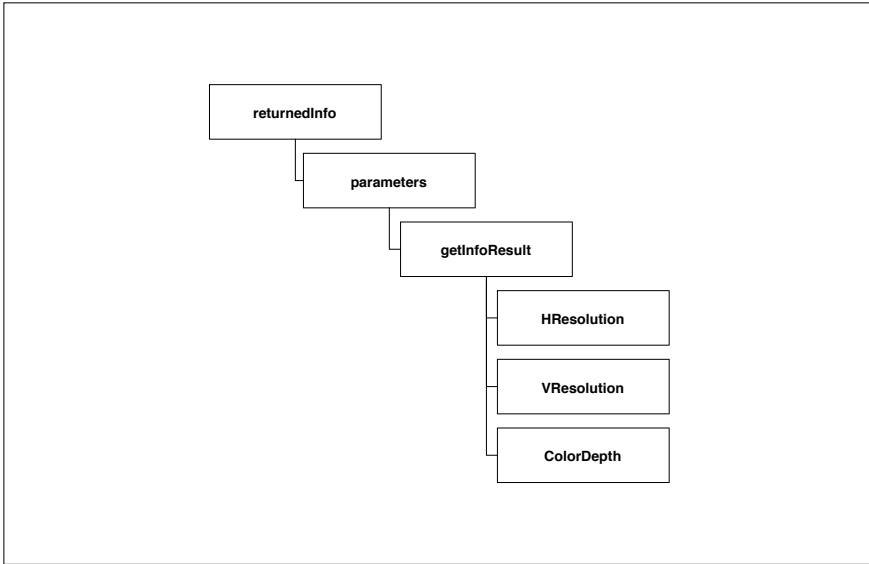 returnedInfo
parameters
getInfoResult
HResolution
VResolution
ColorDepth